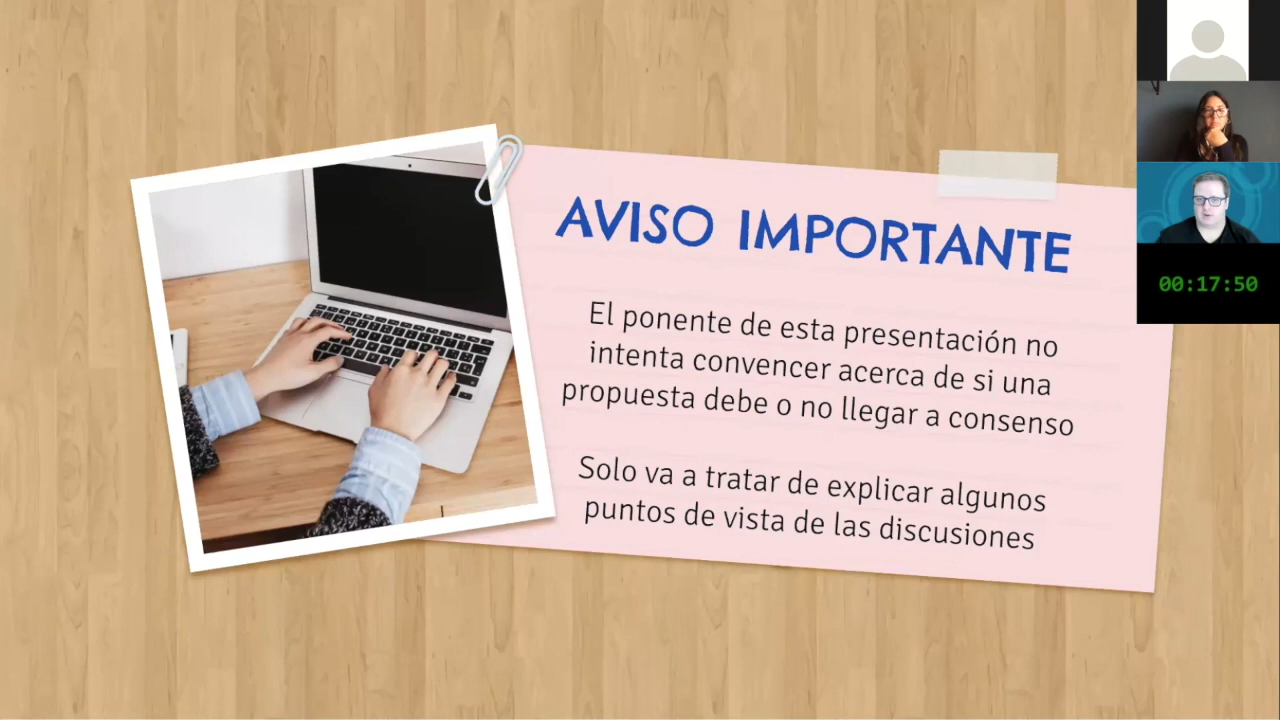 AVISO IMPORTANTE
El ponente de esta presentación no
intenta convencer acerca de si una
propuesta debe o no llegar a consenso
Solo va a tratar de explicar algunos
puntos de vista de las discusiones
00:17:50